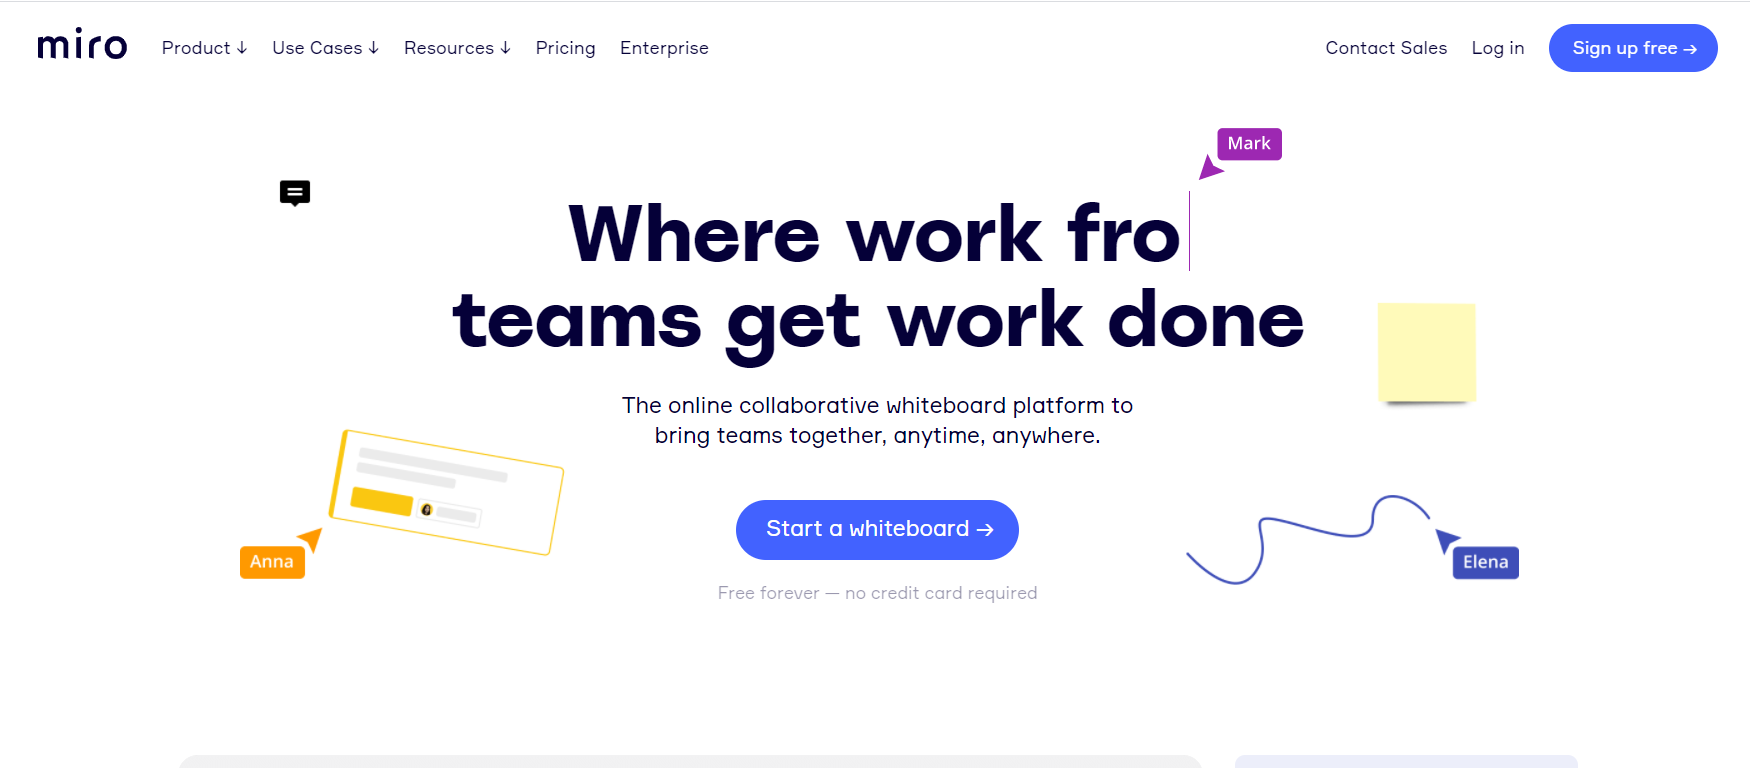 miro
Product ↓ Use Cases ↓ Resources ↓ Pricing Enterprise
Contact Sales Log in Sign up free →
Mark
Where work fro
teams get work done
The online collaborative whiteboard platform to
bring teams together, anytime, anywhere.
Start a whiteboard →
Anna
Elena
Free forever — no credit card required